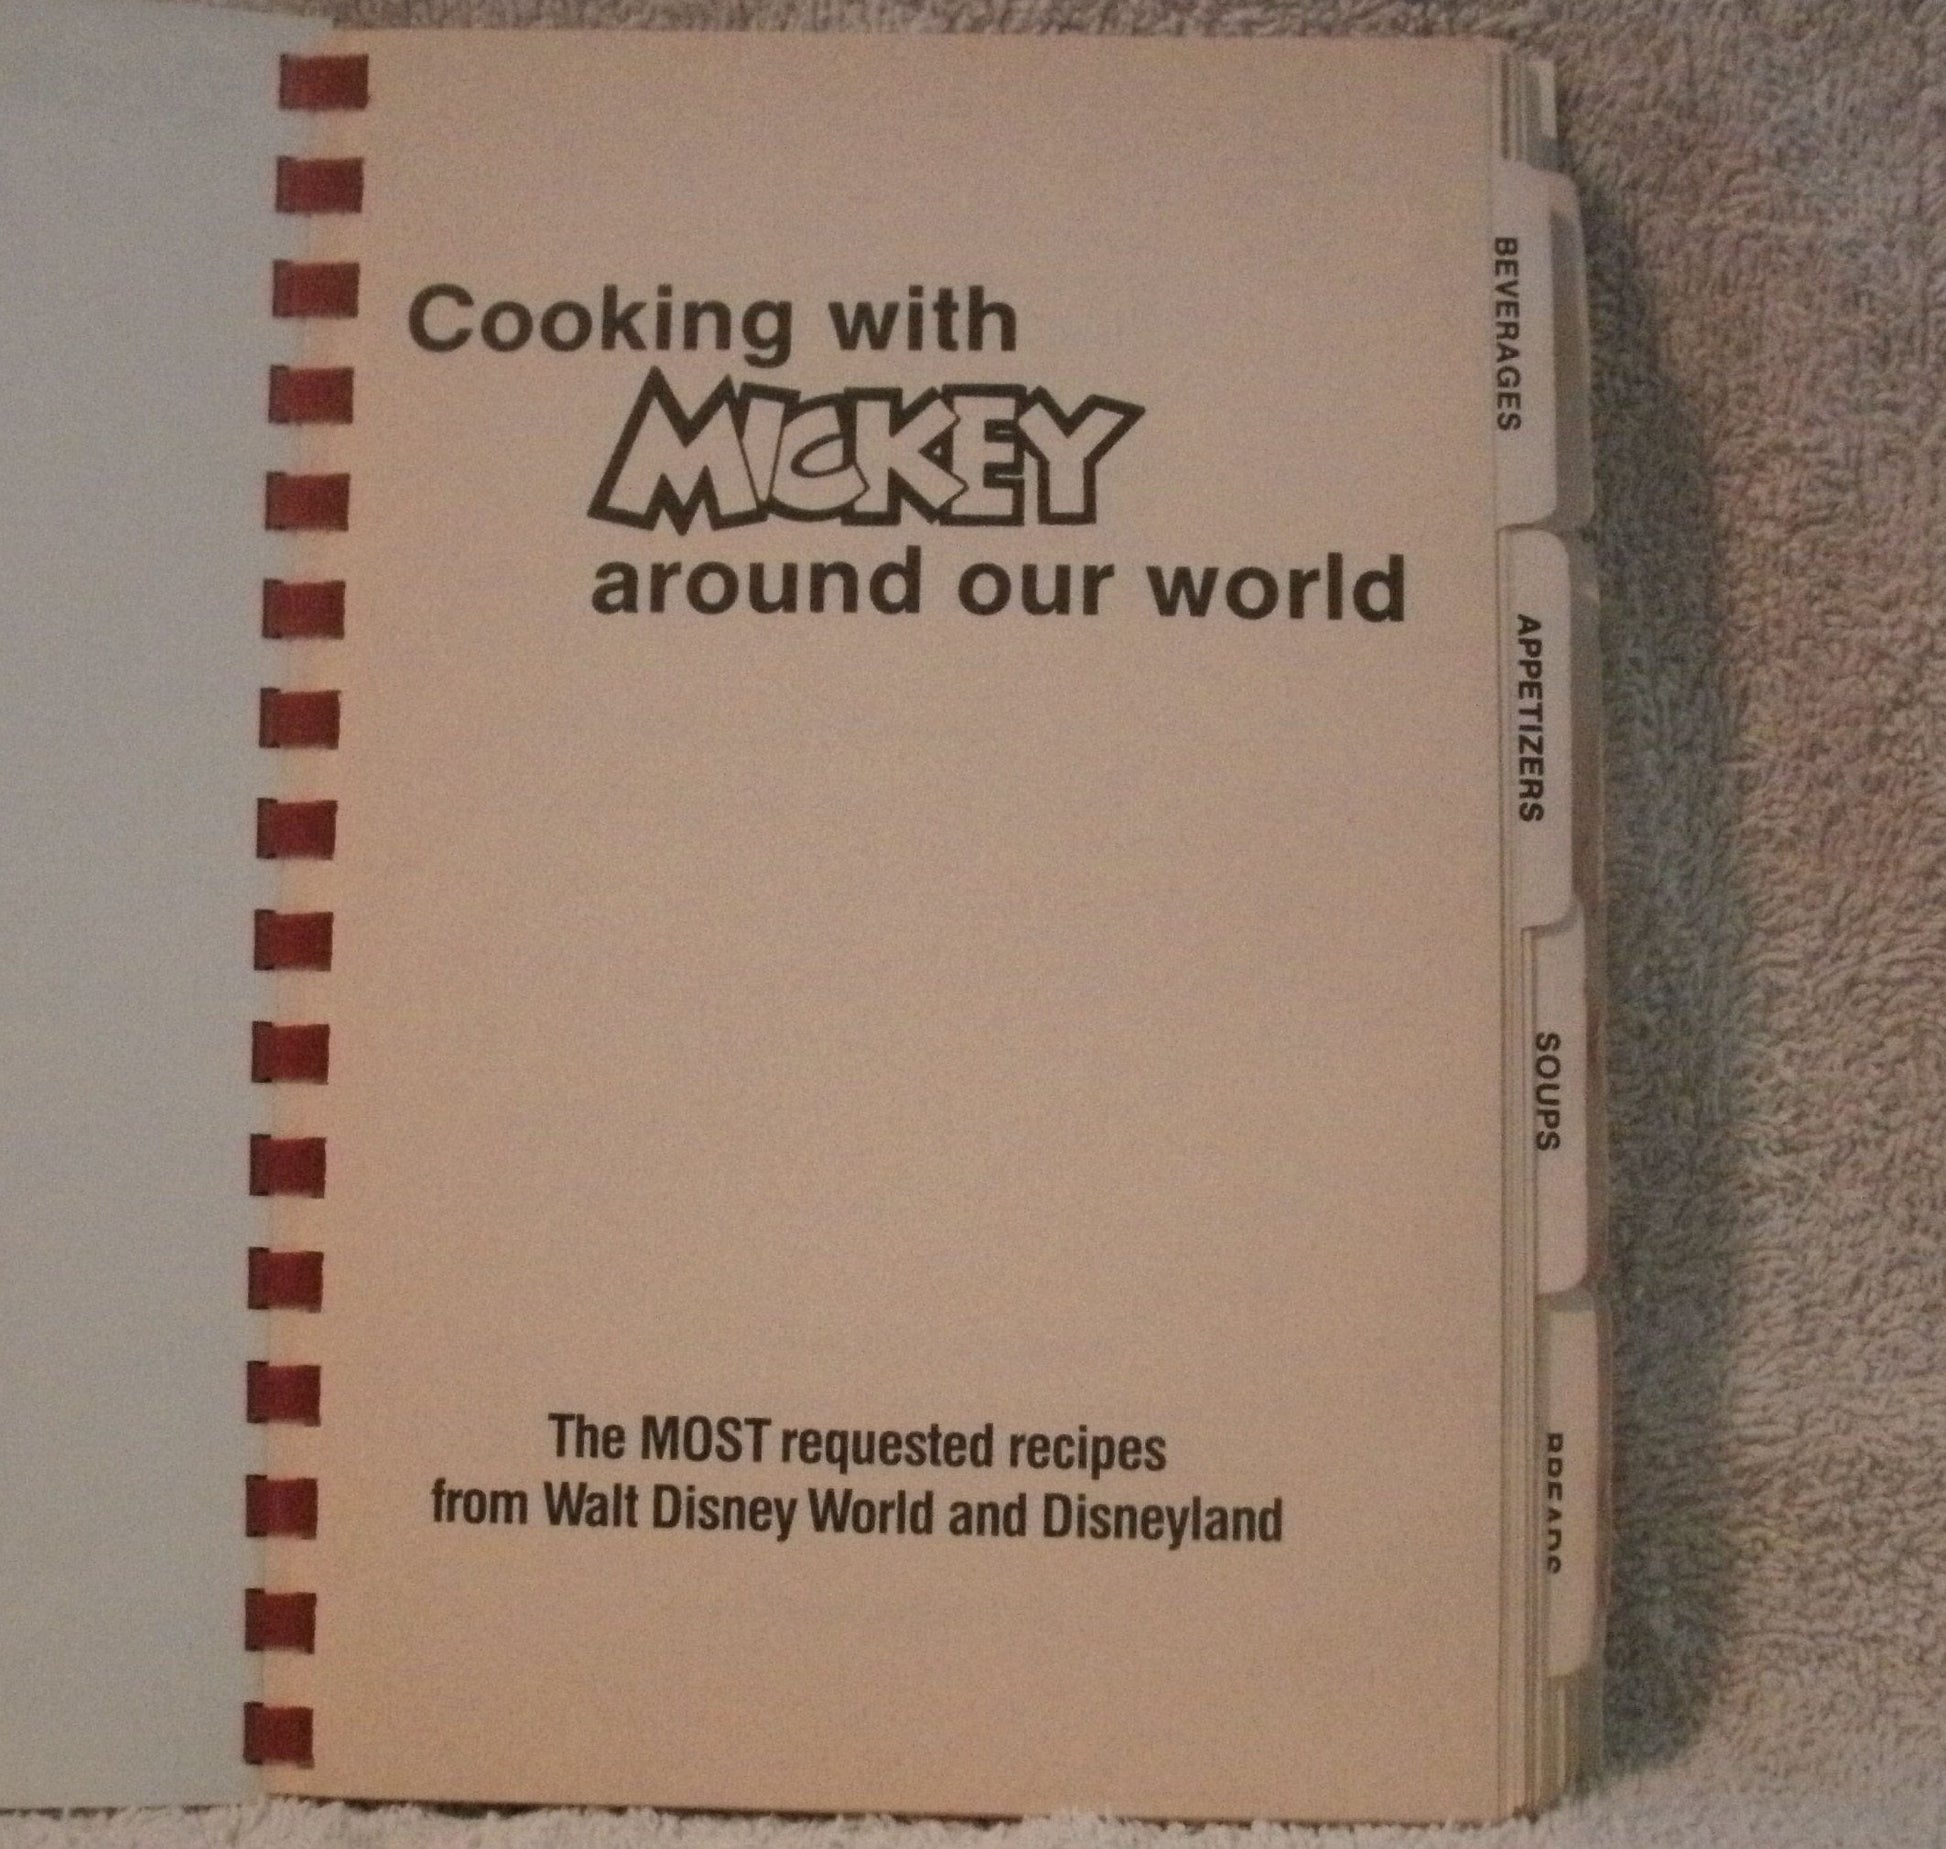 Cooking with
MICKEY
around our world
The MOST requested recipes
from Walt Disney World and Disneyland
BEVERAGES
APPETIZERS
SOUPS
BREADS